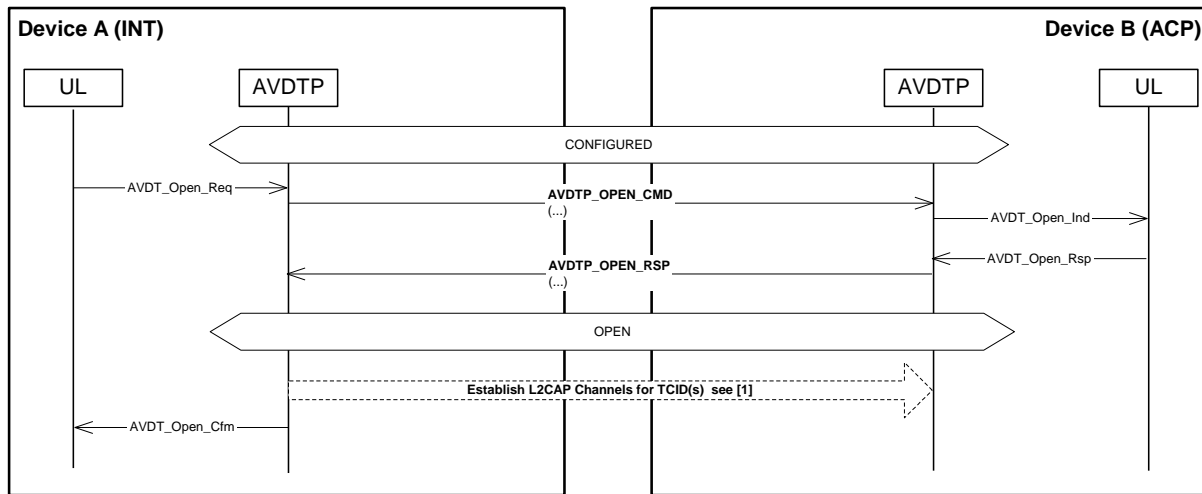 Device A (INT)
Device B (ACP)
UL
AVDTP
AVDTP
UL
CONFIGURED
AVDT_Open_Req
AVDTP_OPEN_CMD
(...)
AVDT_Open_Ind
AVDT_Open_Rsp
AVDTP_OPEN_RSP
(...)
OPEN
Establish L2CAP Channels for TCID(s) see [1]
AVDT_Open_Cfm